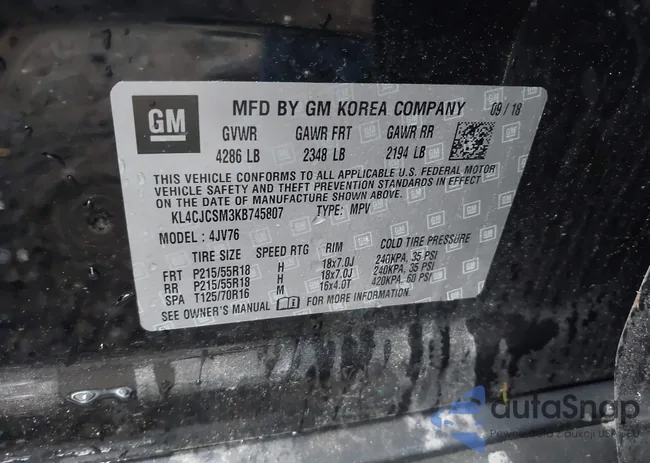 GM
MFD BY GM KOREA COMPANY 09 / 18
GVWR GAWR FRT GAWR RR
4286 LB 2348 LB 2194 LB
THIS VEHICLE CONFORMS TO ALL APPLICABLE U.S. FEDERAL MOTOR
VEHICLE SAFETY AND THEFT PREVENTION STANDARDS IN EFFECT
ON THE DATE OF MANUFACTURE SHOWN ABOVE.
KL4CJCSM3KB745807 TYPE: MPV
MODEL : 4JV76
TIRE SIZE SPEED RTG RIM COLD TIRE PRESSURE
FRT P215/55R18 H 18x7.0J 240KPA, 35 PSI
RR P215/55R18 H 18x7.0J 240KPA, 35 PSI
SPA T125/70R16 M 16x4.0T 420KPA, 60 PSI
SEE OWNER'S MANUAL FOR MORE INFORMATION.
autoSnap